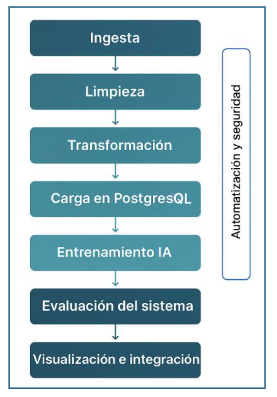 Ingesta
Limpieza
Transformación
Carga en PostgresQL
Entrenamiento IA
Evaluación del sistema
Visualización e integración
Automatización y seguridad